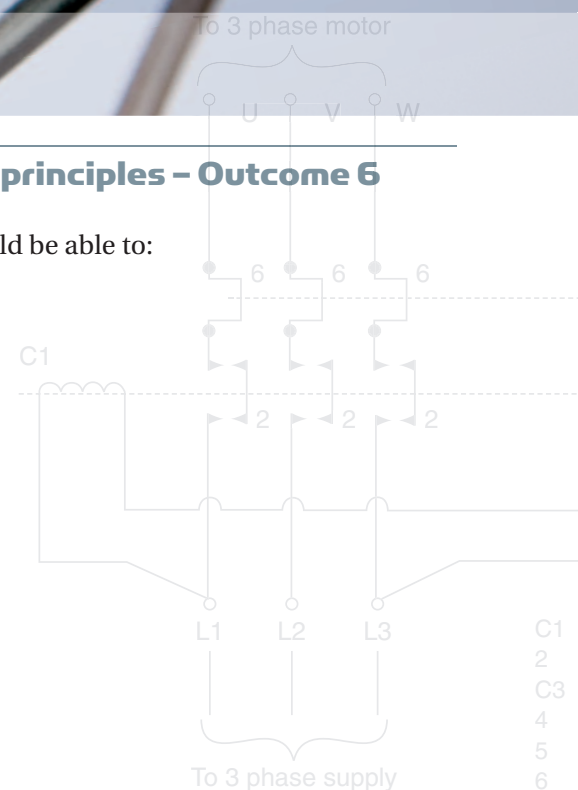 To 3 phase motor
U V W
principles – Outcome 6
ld be able to:
6 6 6
C1
2 2 2
L1 L2 L3
C1
2
C3
4
5
6
To 3 phase supply